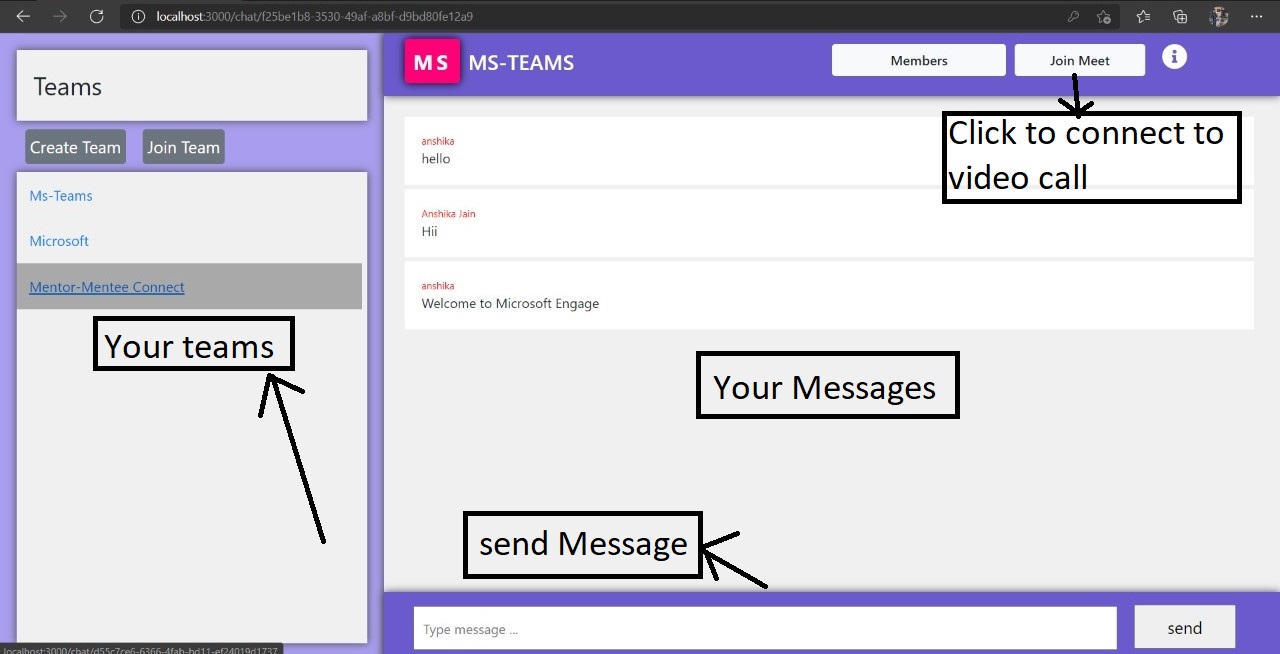 localhost:3000/chat/f25be1b8-3530-49af-a8bf-d9bd80fe12a9
Teams
MS MS-TEAMS
Members
Join Meet
Create Team
Join Team
Click to connect to
video call
Ms-Teams
Microsoft
Mentor-Mentee Connect
anshika
hello
Anshika Jain
Hii
anshika
Welcome to Microsoft Engage
Your teams
Your Messages
send Message
Type message ...
send
localhost:3000/chat/d55c7ce6-6366-4fab-bd11-ef24019d1737